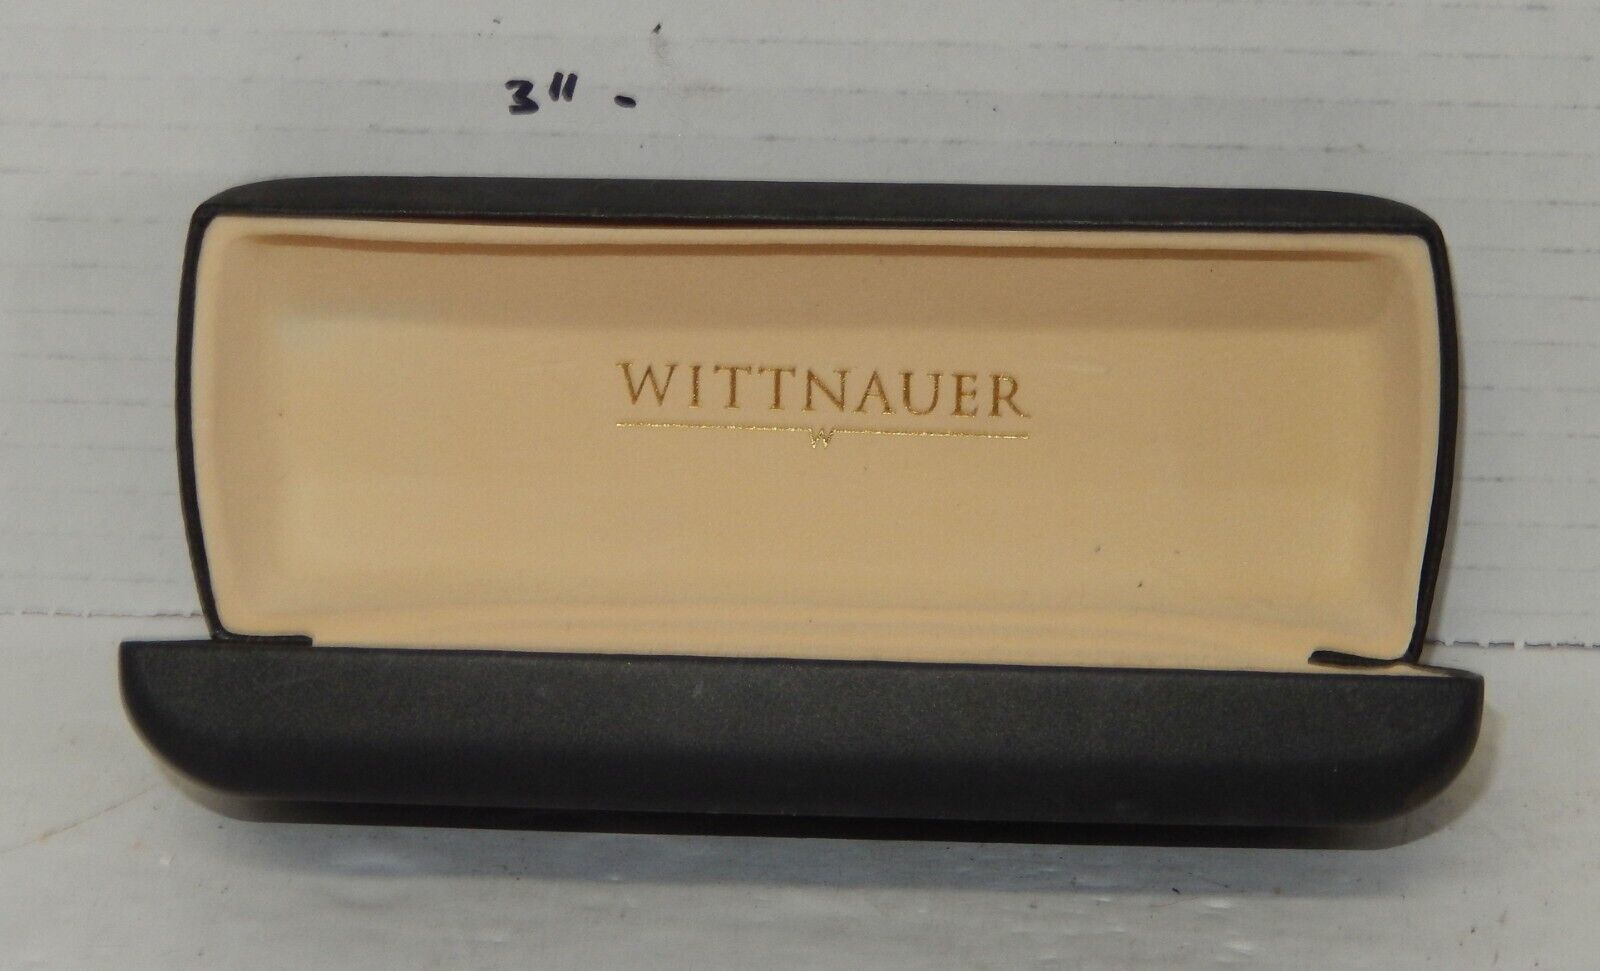 3" -
WITTNAUER
W